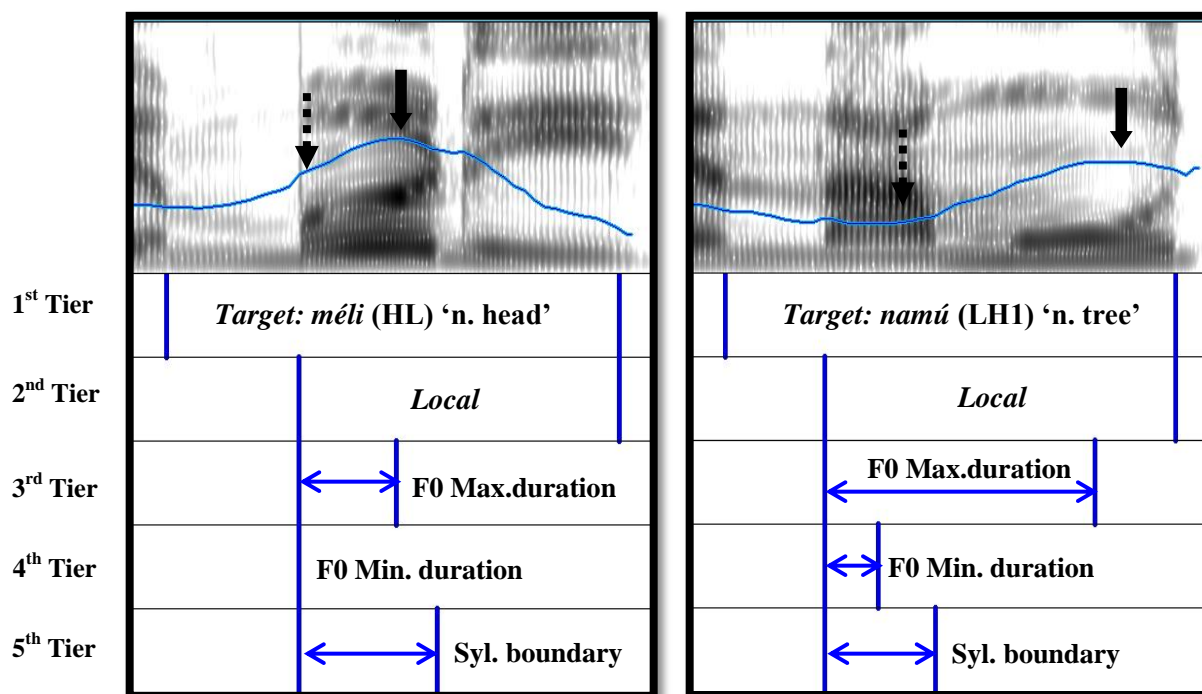 1st Tier
Target: méli (HL) ‘n. head’
Target: namú (LH1) ‘n. tree’
2nd Tier
Local
Local
3rd Tier
F0 Max.duration
F0 Max.duration
4th Tier
F0 Min. duration
F0 Min. duration
5th Tier
Syl. boundary
Syl. boundary